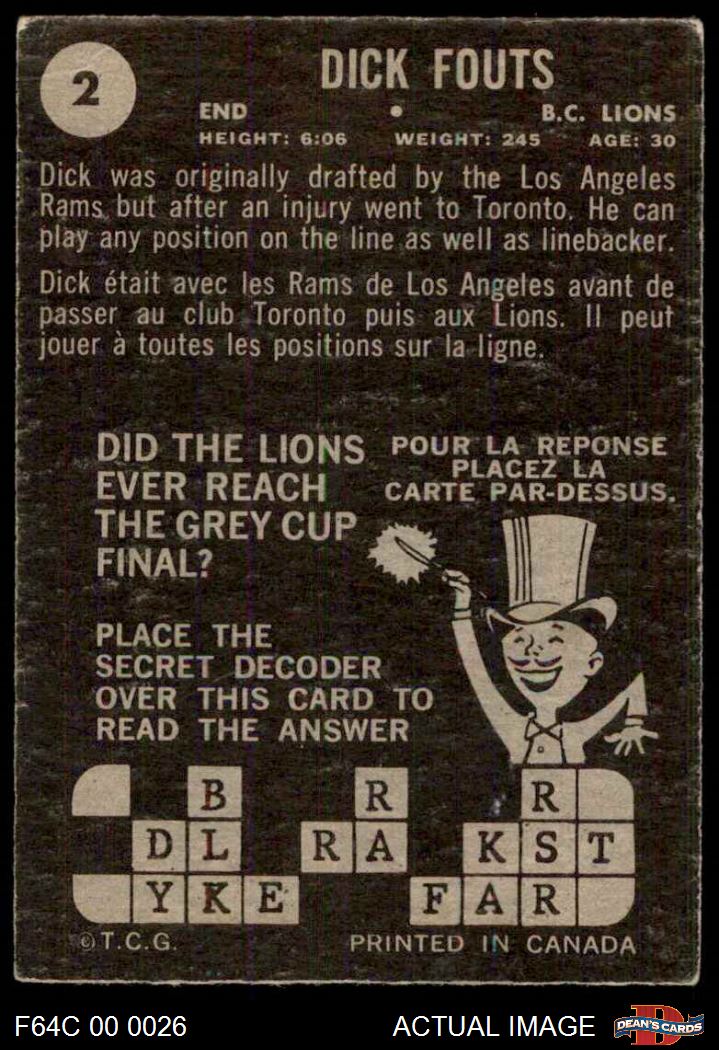 2
DICK FOUTS
END • B.C. LIONS
HEIGHT: 6:06 WEIGHT: 245 AGE: 30
Dick was originally drafted by the Los Angeles
Rams, but after an injury went to Toronto. He can
play any position on the line as well as linebacker.
Dick était avec les Rams de Los Angeles avant de
passer au club Toronto puis aux Lions. Il peut
jouer à toutes les positions sur la ligne.
DID THE LIONS
EVER REACH
THE GREY CUP
FINAL?
POUR LA REPONSE
PLACEZ LA
CARTE PAR-DESSUS.
PLACE THE
SECRET DECODER
OVER THIS CARD TO
READ THE ANSWER
B R R
D L R A K S T
Y K E F A R
© T.C.G. PRINTED IN CANADA
F64C 00 0026 ACTUAL IMAGE DEAN'S CARDS